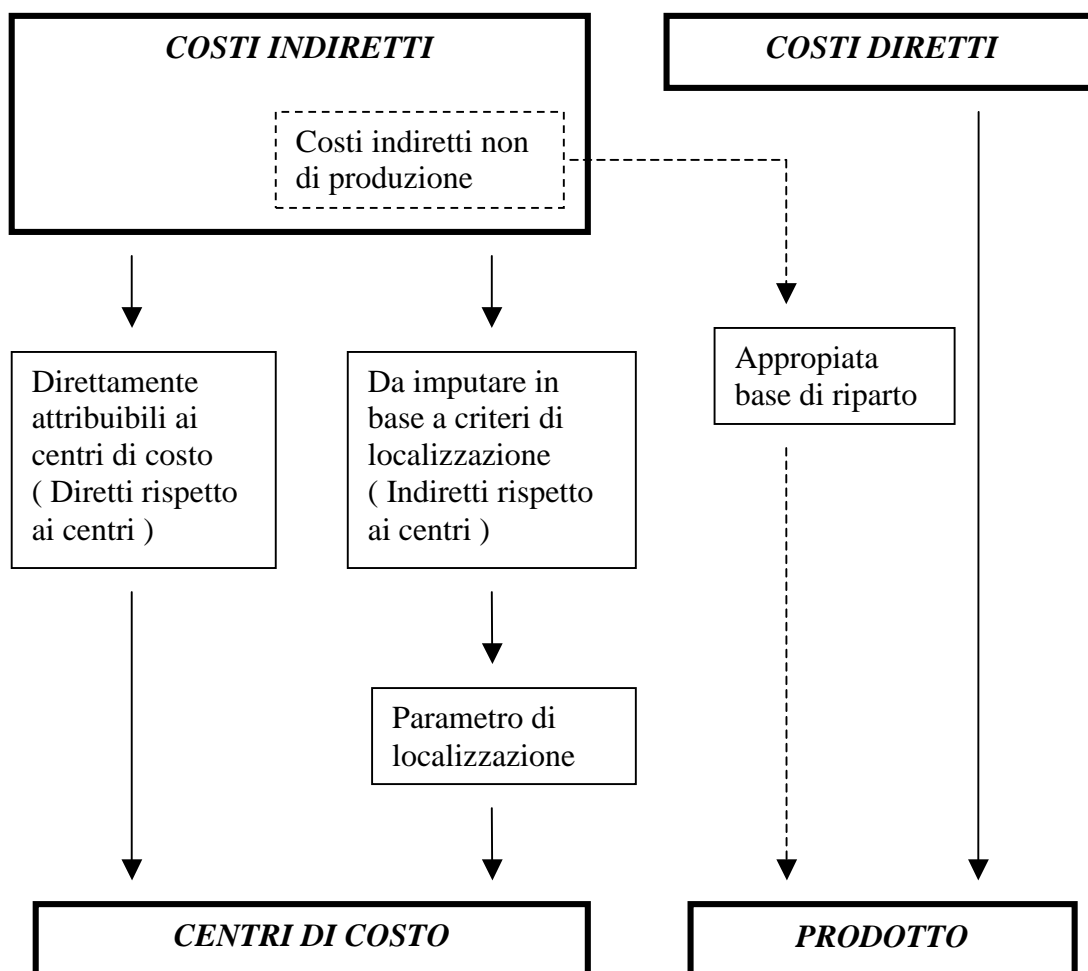 COSTI INDIRETTI
COSTI DIRETTI
Costi indiretti non
di produzione
Direttamente
attribuibili ai
centri di costo
( Diretti rispetto
ai centri )
Da imputare in
base a criteri di
localizzazione
( Indiretti rispetto
ai centri )
Appropiata
base di riparto
Parametro di
localizzazione
CENTRI DI COSTO
PRODOTTO